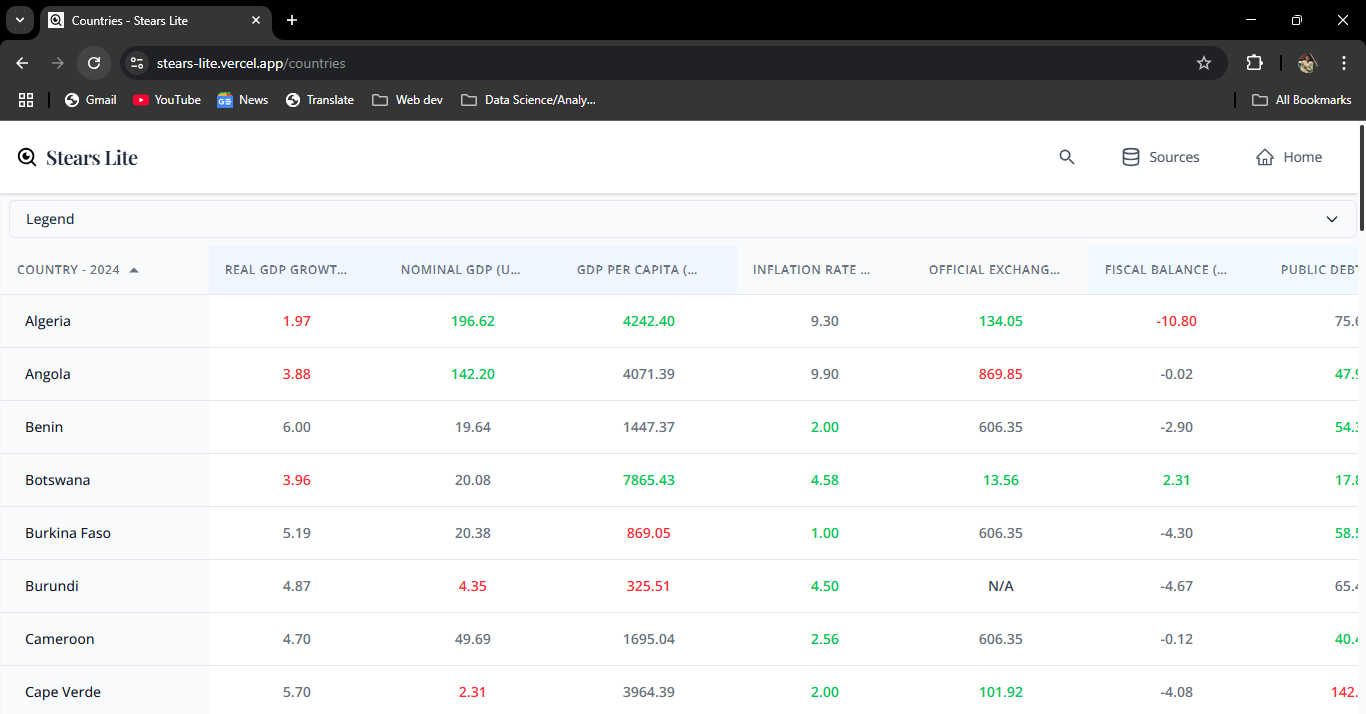 Countries - Stears Lite
stears-lite.vercel.app/countries
Gmail YouTube News Translate Web dev Data Science/Analy... All Bookmarks
Stears Lite Sources Home
Legend
COUNTRY - 2024 REAL GDP GROWT... NOMINAL GDP (U... GDP PER CAPITA (... INFLATION RATE ... OFFICIAL EXCHANG... FISCAL BALANCE (... PUBLIC DEBT
Algeria 1.97 196.62 4242.40 9.30 134.05 -10.80 75.6
Angola 3.88 142.20 4071.39 9.90 869.85 -0.02 47.9
Benin 6.00 19.64 1447.37 2.00 606.35 -2.90 54.3
Botswana 3.96 20.08 7865.43 4.58 13.56 2.31 17.8
Burkina Faso 5.19 20.38 869.05 1.00 606.35 -4.30 58.5
Burundi 4.87 4.35 325.51 4.50 N/A -4.67 65.4
Cameroon 4.70 49.69 1695.04 2.56 606.35 -0.12 40.4
Cape Verde 5.70 2.31 3964.39 2.00 101.92 -4.08 142.